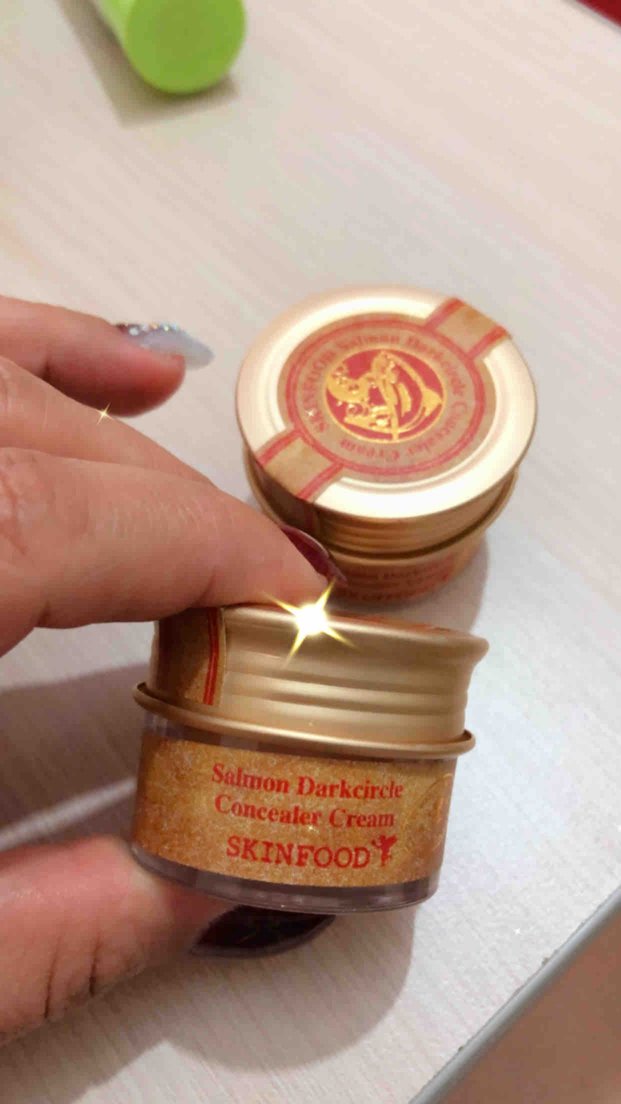 SKINFOOD Salmon Darkcircle Concealer Cream
Salmon Darkcircle
Concealer Cream
SKINFOOD